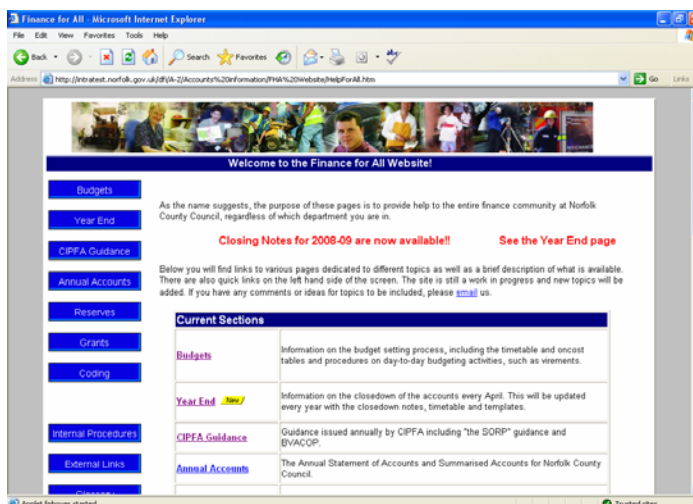 Finance for All - Microsoft Internet Explorer
File Edit View Favorites Tools Help
Back Search Favorites
Address http://intratest.norfolk.gov.uk/dfi/A-Z/Accounts%20information/FHA%20Website/HelpForAll.htm Go Links
Welcome to the Finance for All Website!
Budgets
Year End
CIPFA Guidance
Annual Accounts
Reserves
Grants
Coding
Internal Procedures
External Links
Glossary
As the name suggests, the purpose of these pages is to provide help to the entire finance community at Norfolk
County Council, regardless of which department you are in.
Closing Notes for 2008-09 are now available!! See the Year End page
Below you will find links to various pages dedicated to different topics as well as a brief description of what is available.
There are also quick links on the left hand side of the screen. The site is still a work in progress and new topics will be
added. If you have any comments or ideas for topics to be included, please email us.
Current Sections
Budgets
Information on the budget setting process, including the timetable and oncost
tables and procedures on day-to-day budgeting activities, such as virements.
Year End New
Information on the closedown of the accounts every April. This will be updated
every year with the closedown notes, timetable and templates.
CIPFA Guidance
Guidance issued annually by CIPFA including "the SORP" guidance and
BVACOP.
Annual Accounts
The Annual Statement of Accounts and Summarised Accounts for Norfolk County
Council.
Applet fphover started Trusted sites